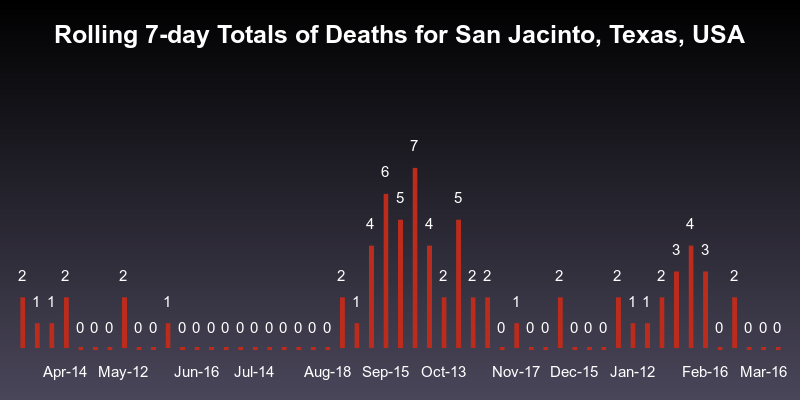 Rolling 7-day Totals of Deaths for San Jacinto, Texas, USA
7
6
5 5
4 4 4
3 3
2 2 2 2 2 2 2 2 2 2 2
1 1 1 1 1 1 1
0 0 0 0 0 0 0 0 0 0 0 0 0 0 0 0 0 0 0 0 0 0 0 0 0 0
Apr-14 May-12 Jun-16 Jul-14 Aug-18 Sep-15 Oct-13 Nov-17 Dec-15 Jan-12 Feb-16 Mar-16